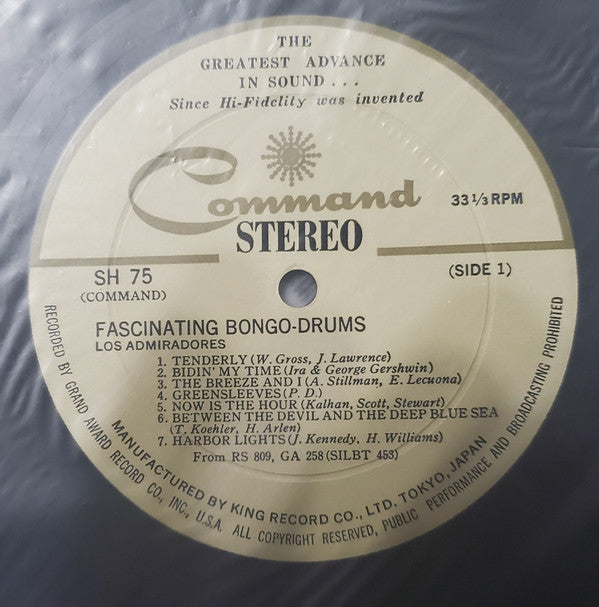 THE
GREATEST ADVANCE
IN SOUND...
Since Hi-Fidelity was invented
Command
33 1/3 RPM
STEREO
SH 75
(SIDE 1)
(COMMAND)
FASCINATING BONGO-DRUMS
LOS ADMIRADORES
1. TENDERLY (W. Gross, J. Lawrence)
2. BIDIN' MY TIME (Ira & George Gershwin)
3. THE BREEZE AND I (A. Stillman, E. Lecuona)
4. GREENSLEEVES (P. D.)
5. NOW IS THE HOUR (Kalhan, Scott, Stewart)
6. BETWEEN THE DEVIL AND THE DEEP BLUE SEA
(T. Koehler, H. Arlen)
7. HARBOR LIGHTS (J. Kennedy, H. Williams)
From RS 809, GA 258 (SILBT 453)
MANUFACTURED BY KING RECORD CO., LTD. TOKYO, JAPAN
RECORDED BY GRAND AWARD RECORD CO., INC., U.S.A. ALL COPYRIGHT RESERVED, PUBLIC PERFORMANCE AND BROADCASTING PROHIBITED